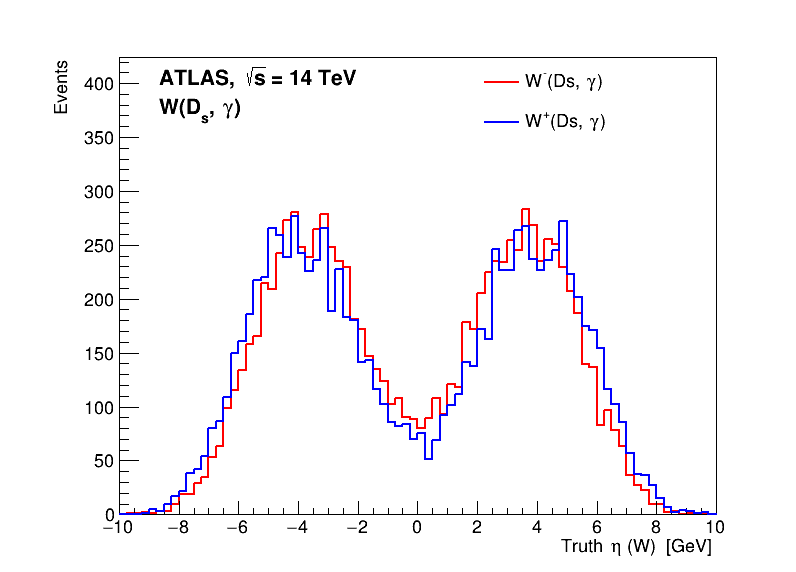 Events
ATLAS, √s = 14 TeV
W(Ds, γ)
W⁻(Ds, γ)
W⁺(Ds, γ)
400
350
300
250
200
150
100
50
0
−10 −8 −6 −4 −2 0 2 4 6 8 10
Truth η (W) [GeV]